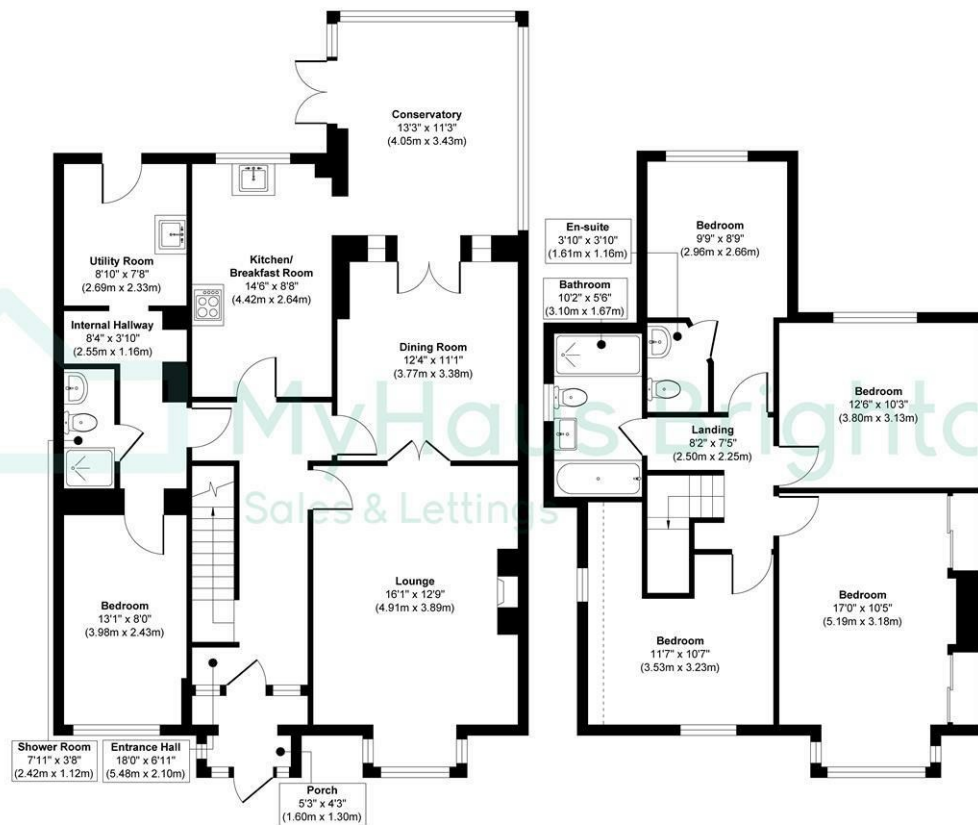 Conservatory
13'3" x 11'3"
(4.05m x 3.43m)
Utility Room
8'10" x 7'8"
(2.69m x 2.33m)
Kitchen/
Breakfast Room
14'6" x 8'8"
(4.42m x 2.64m)
Internal Hallway
8'4" x 3'10"
(2.55m x 1.16m)
Dining Room
12'4" x 11'1"
(3.77m x 3.38m)
Lounge
16'1" x 12'9"
(4.91m x 3.89m)
Bedroom
13'1" x 8'0"
(3.98m x 2.43m)
Shower Room
7'11" x 3'8"
(2.42m x 1.12m)
Entrance Hall
18'0" x 6'11"
(5.48m x 2.10m)
Porch
5'3" x 4'3"
(1.60m x 1.30m)
En-suite
3'10" x 3'10"
(1.61m x 1.16m)
Bathroom
10'2" x 5'6"
(3.10m x 1.67m)
Bedroom
9'9" x 8'9"
(2.96m x 2.66m)
Bedroom
12'6" x 10'3"
(3.80m x 3.13m)
Landing
8'2" x 7'5"
(2.50m x 2.25m)
Bedroom
17'0" x 10'5"
(5.19m x 3.18m)
Bedroom
11'7" x 10'7"
(3.53m x 3.23m)
MyHaus Brighto
Sales & Lettings